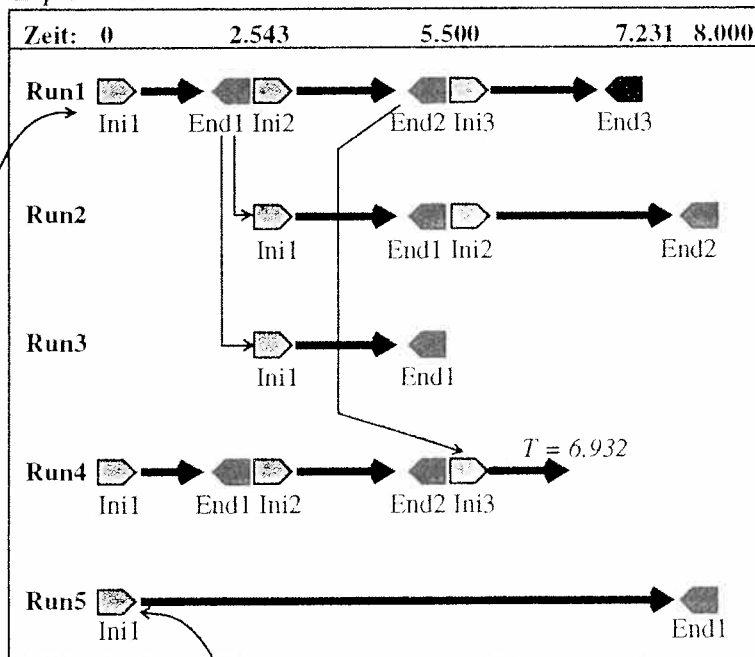 Zeit: 0 2.543 5.500 7.231 8.000
Run1
Ini1 End1 Ini2 End2 Ini3 End3
Run2
Ini1 End1 Ini2 End2
Run3
Ini1 End1
T = 6.932
Run4
Ini1 End1 Ini2 End2 Ini3
Run5
Ini1 End1